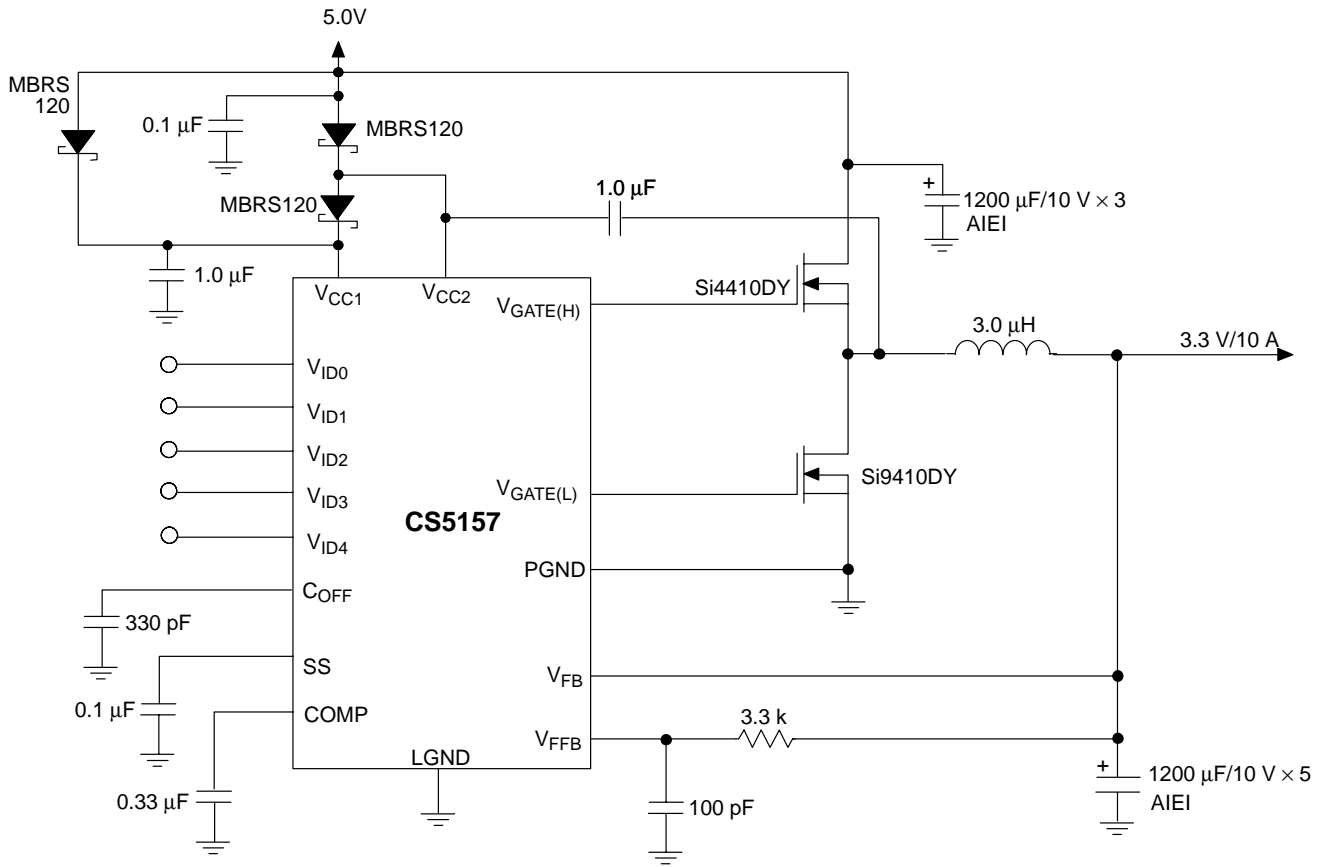 5.0V
MBRS
120
0.1 μF
MBRS120
MBRS120
1.0 μF
+
1200 μF/10 V × 3
AIEI
1.0 μF
VCC1
VCC2
VGATE(H)
Si4410DY
3.0 μH
3.3 V/10 A
VID0
VID1
VID2
VID3
VID4
VGATE(L)
Si9410DY
CS5157
PGND
COFF
330 pF
SS
VFB
0.1 μF
COMP
VFFB
3.3 k
LGND
0.33 μF
100 pF
+
1200 μF/10 V × 5
AIEI